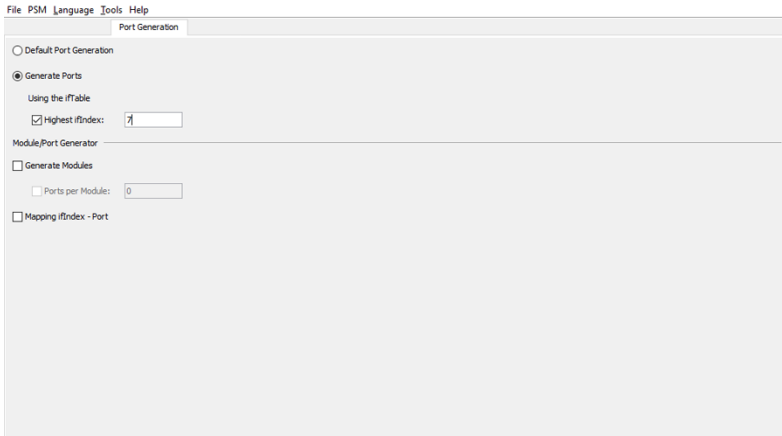 File PSM Language Tools Help
Port Generation
Default Port Generation
Generate Ports
Using the ifTable
Highest ifIndex: 7
Module/Port Generator
Generate Modules
Ports per Module: 0
Mapping ifIndex - Port